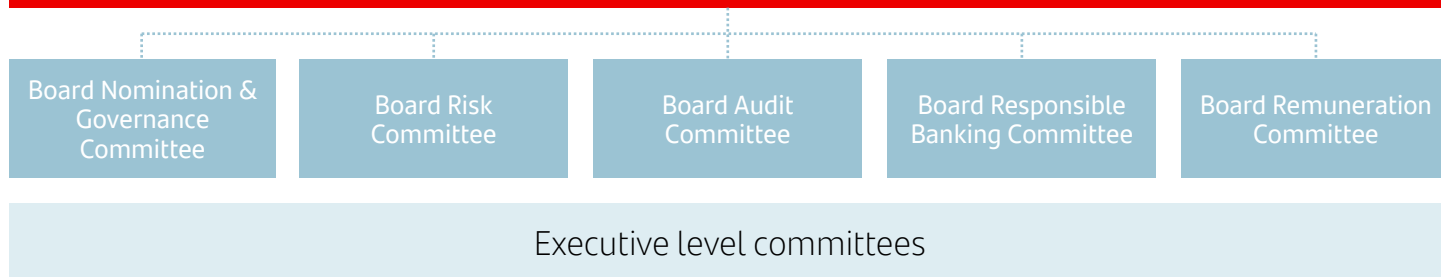 Board Nomination &
Governance
Committee
Board Risk
Committee
Board Audit
Committee
Board Responsible
Banking Committee
Board Remuneration
Committee
Executive level committees